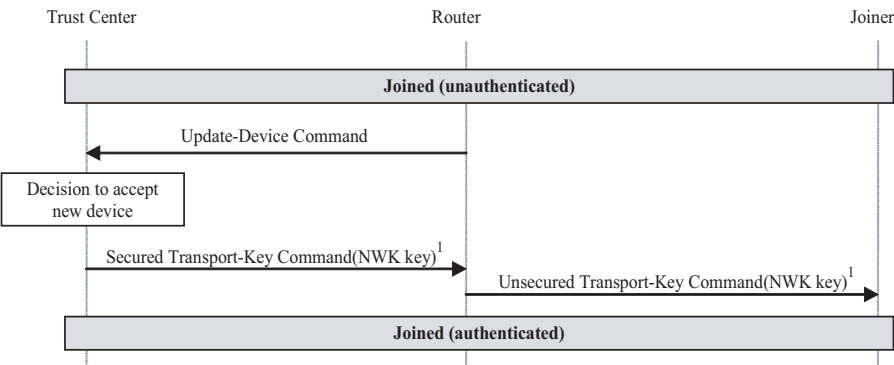 Trust Center Router Joiner
Joined (unauthenticated)
Update-Device Command
Decision to accept
new device
Secured Transport-Key Command(NWK key)1
Unsecured Transport-Key Command(NWK key)1
Joined (authenticated)